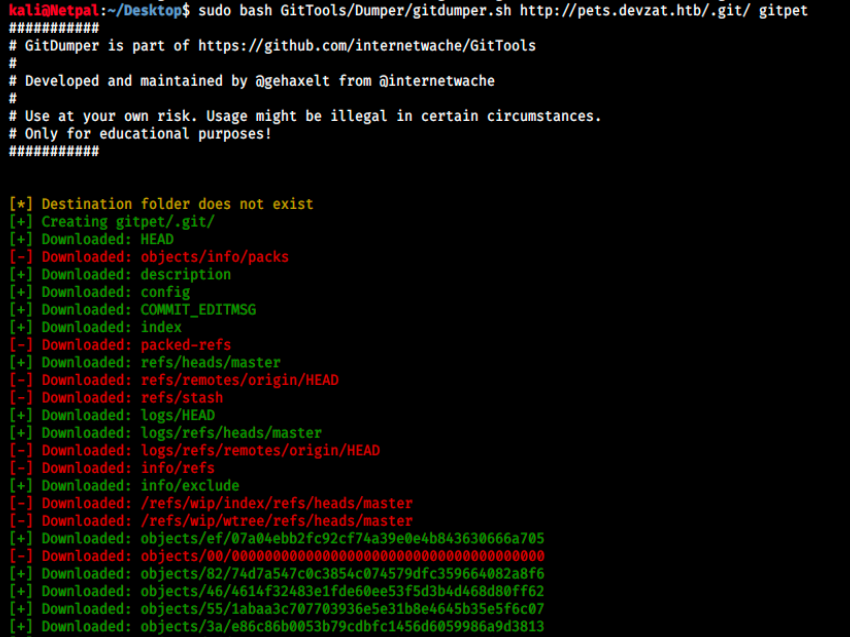 kali@Netpal:~/Desktop$ sudo bash GitTools/Dumper/gitdumper.sh http://pets.devzat.htb/.git/ gitpet
###########
# GitDumper is part of https://github.com/internetwache/GitTools
#
# Developed and maintained by @gehaxelt from @internetwache
#
# Use at your own risk. Usage might be illegal in certain circumstances.
# Only for educational purposes!
###########
[*] Destination folder does not exist
[+] Creating gitpet/.git/
[+] Downloaded: HEAD
[-] Downloaded: objects/info/packs
[+] Downloaded: description
[+] Downloaded: config
[+] Downloaded: COMMIT_EDITMSG
[+] Downloaded: index
[-] Downloaded: packed-refs
[+] Downloaded: refs/heads/master
[-] Downloaded: refs/remotes/origin/HEAD
[-] Downloaded: refs/stash
[+] Downloaded: logs/HEAD
[+] Downloaded: logs/refs/heads/master
[-] Downloaded: logs/refs/remotes/origin/HEAD
[-] Downloaded: info/refs
[+] Downloaded: info/exclude
[-] Downloaded: /refs/wip/index/refs/heads/master
[-] Downloaded: /refs/wip/wtree/refs/heads/master
[+] Downloaded: objects/ef/07a04ebb2fc92cf74a39e0e4b843630666a705
[-] Downloaded: objects/00/00000000000000000000000000000000000000
[+] Downloaded: objects/82/74d7a547c0c3854c074579dfc359664082a8f6
[+] Downloaded: objects/46/4614f32483e1fde60ee53f5d3b4d468d80ff62
[+] Downloaded: objects/55/1abaa3c707703936e5e31b8e4645b35e5f6c07
[+] Downloaded: objects/3a/e86c86b0053b79cdbfc1456d6059986a9d3813